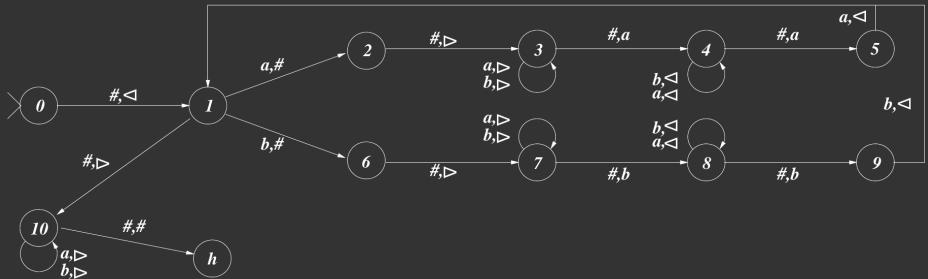 a,⊲
#,⊳
#,a
#,a
2
3
4
5
a,#
a,⊳
b,⊳
b,⊲
a,⊲
#,⊲
0
1
b,⊲
a,⊳
b,⊳
b,⊲
a,⊲
b,#
#,⊳
6
7
8
9
#,⊳
#,b
#,b
10
#,#
a,⊳
b,⊳
h